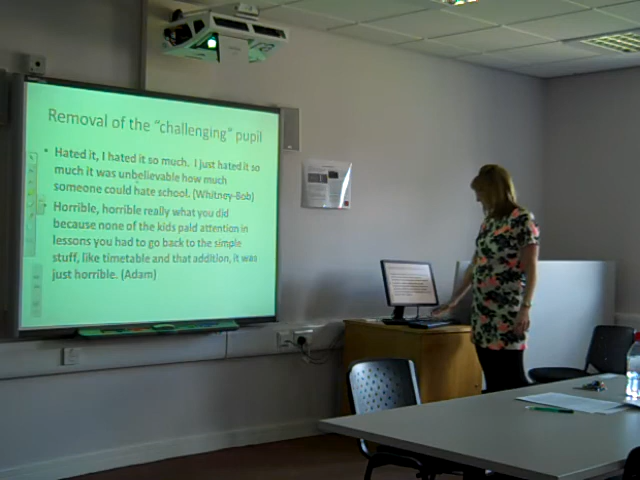 Removal of the "challenging" pupil
• Hated it, I hated it so much. I just hated it so
much it was unbelievable how much
someone could hate school. (Whitney-Bob)
Horrible, horrible really what you did
because none of the kids paid attention in
lessons you had to go back to the simple
stuff, like timetable and that addition, it was
just horrible. (Adam)